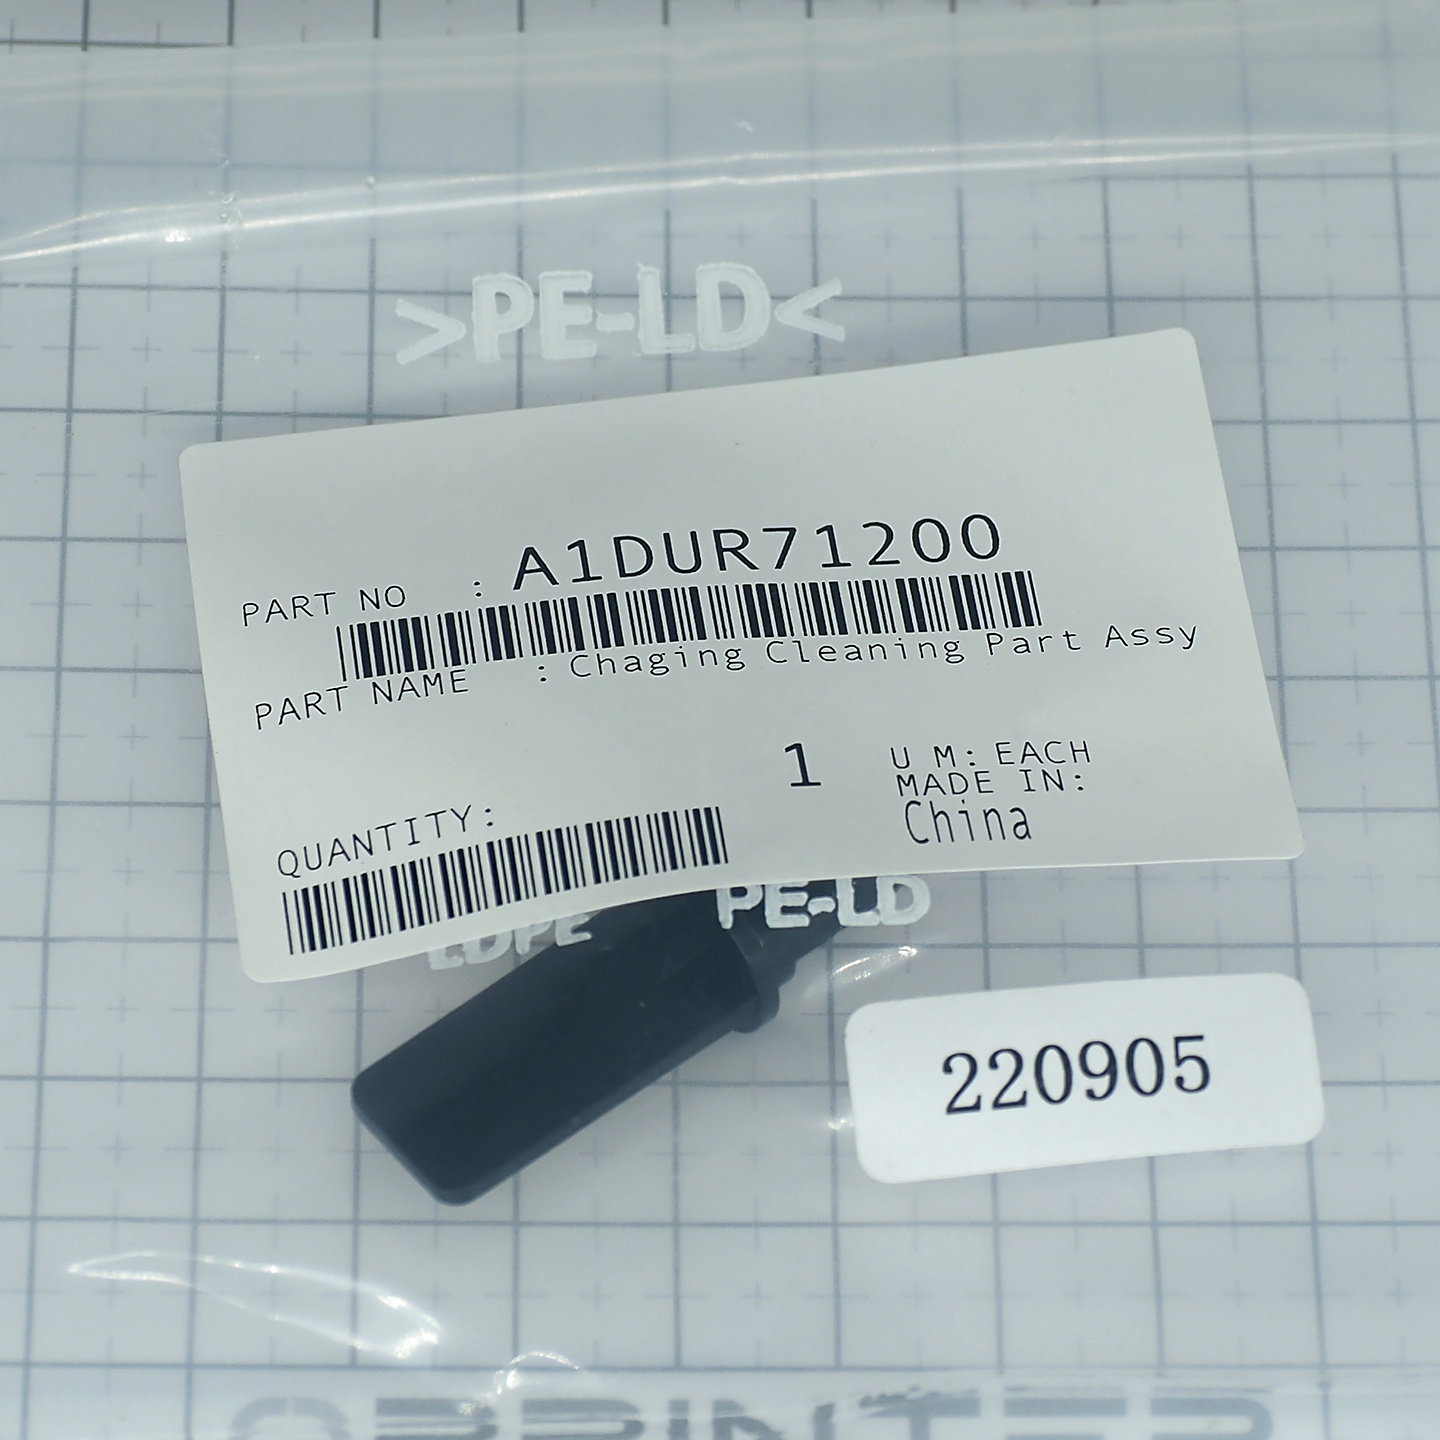 >PE-LD<
PART NO : A1DUR71200
PART NAME : Chaging Cleaning Part Assy
1 U M: EACH
MADE IN:
QUANTITY: China
LDPE PE-LD
220905